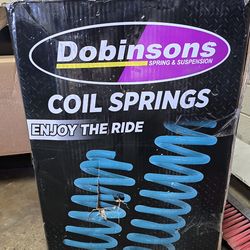 Dobinsons
SPRING & SUSPENSION
COIL SPRINGS
ENJOY THE RIDE